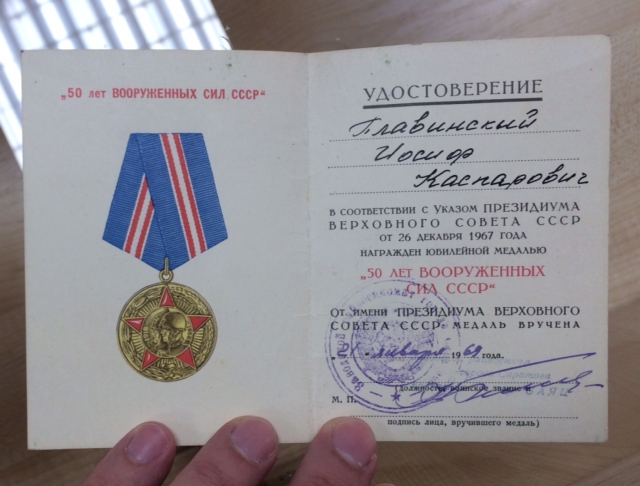 „50 лет ВООРУЖЕННЫХ СИЛ СССР“
УДОСТОВЕРЕНИЕ
Главинский
Иосиф
Каспарович
В СООТВЕТСТВИИ С УКАЗОМ ПРЕЗИДИУМА
ВЕРХОВНОГО СОВЕТА СССР
ОТ 26 ДЕКАБРЯ 1967 ГОДА
НАГРАЖДЕН ЮБИЛЕЙНОЙ МЕДАЛЬЮ
„50 ЛЕТ ВООРУЖЕННЫХ
СИЛ СССР“
ОТ ИМЕНИ ПРЕЗИДИУМА ВЕРХОВНОГО
СОВЕТА СССР МЕДАЛЬ ВРУЧЕНА
января 1969 года.
(Должность, воинское звание и
М. П.
подпись лица, вручившего медаль)